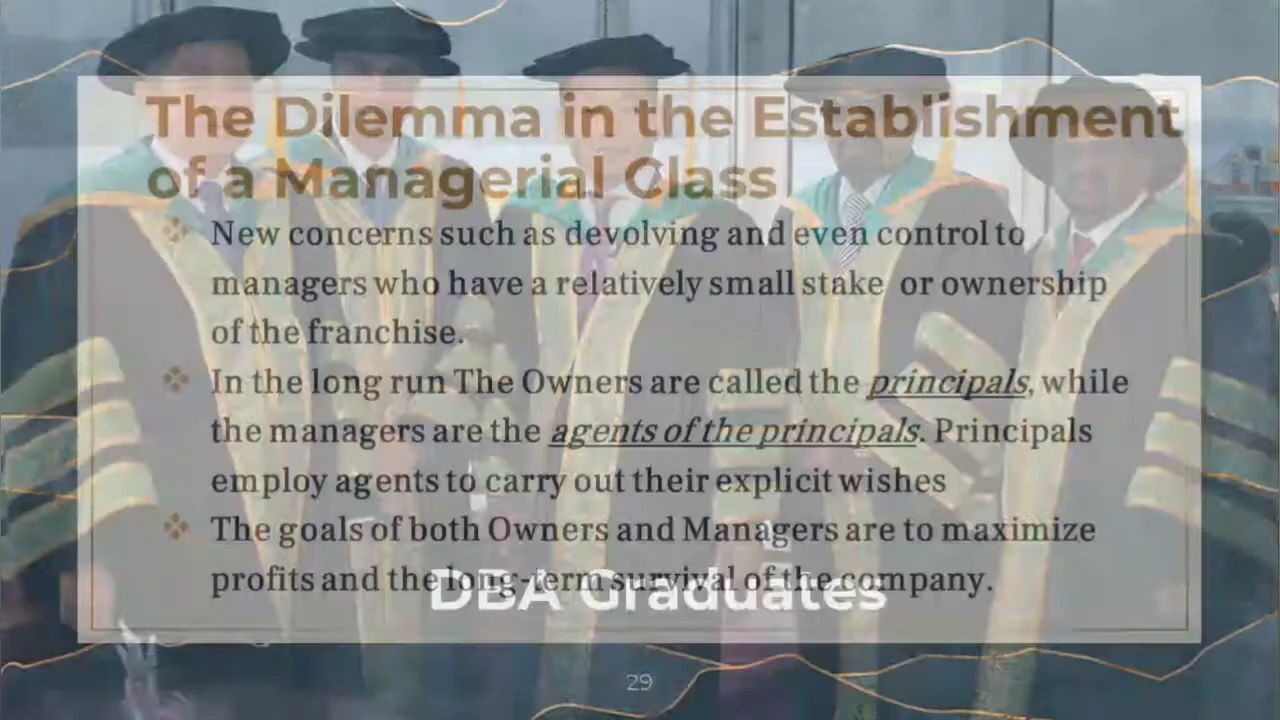 The Dilemma in the Establishment
of a Managerial Class
New concerns such as devolving and even control to
managers who have a relatively small stake or ownership
of the franchise.
In the long run The Owners are called the principals, while
the managers are the agents of the principals. Principals
employ agents to carry out their explicit wishes
The goals of both Owners and Managers are to maximize
profits and the long-term survival of the company.
DBA Graduates
29